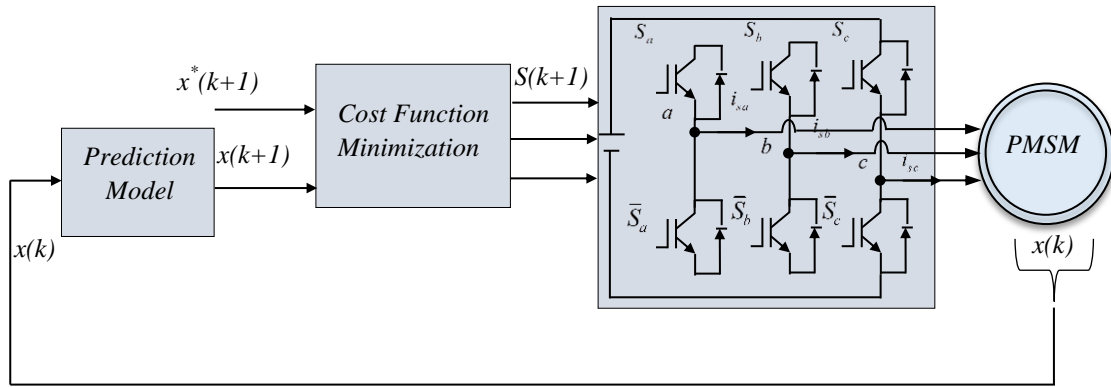 S_a
S_b
S_c
x*(k+1)
S(k+1)
Cost Function
Minimization
i_sa
a
i_sb
b
c
i_sc
PMSM
Prediction
Model
x(k+1)
S̅_a
S̅_b
S̅_c
x(k)
x(k)